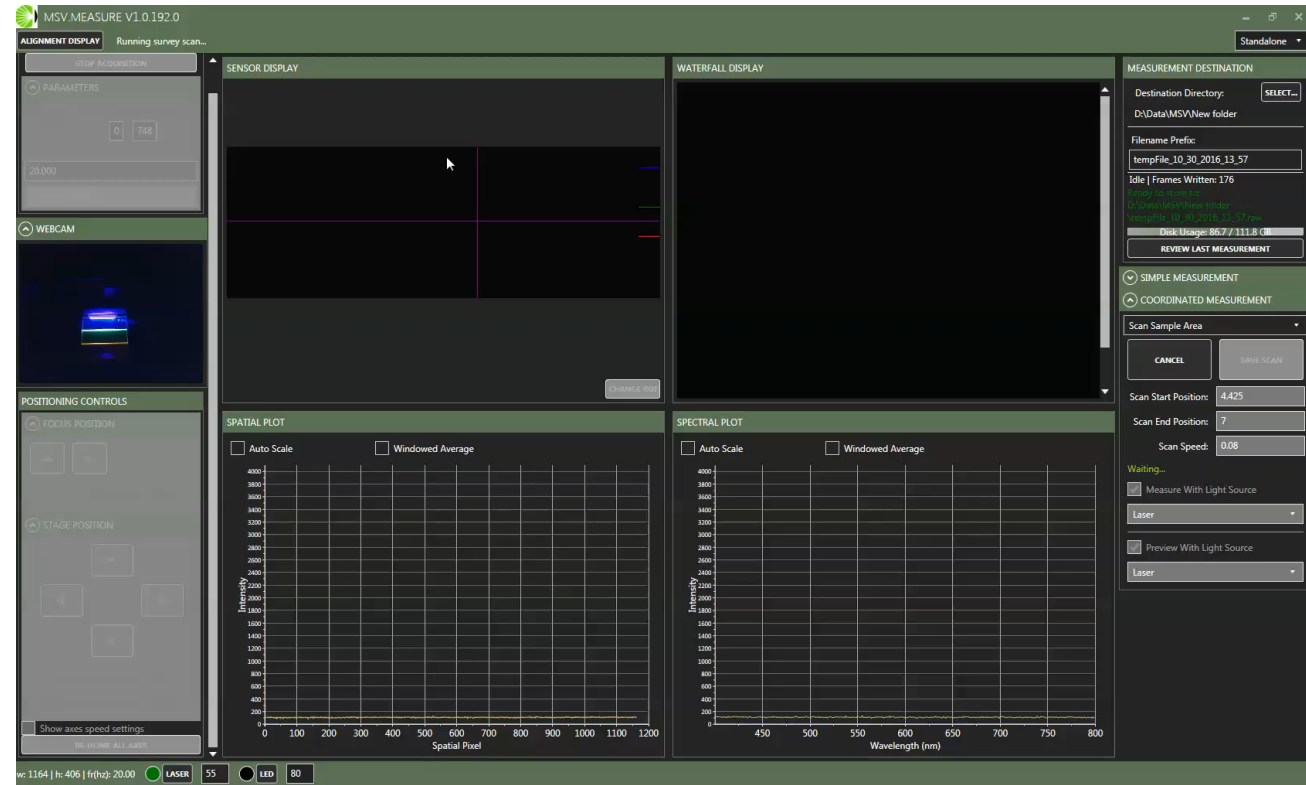 MSV.MEASURE V1.0.192.0
ALIGNMENT DISPLAY
Running survey scan...
Standalone
STOP ACQUISITION
PARAMETERS
0
748
20.000
WEBCAM
POSITIONING CONTROLS
FOCUS POSITION
STAGE POSITION
Show axes speed settings
RE-HOME ALL AXES
SENSOR DISPLAY
CHANGE ROI
WATERFALL DISPLAY
SPATIAL PLOT
Auto Scale
Windowed Average
4000
3800
3600
3400
3200
3000
2800
2600
2400
2200
2000
1800
1600
1400
1200
1000
800
600
400
200
0
Intensity
0 100 200 300 400 500 600 700 800 900 1000 1100 1200
Spatial Pixel
SPECTRAL PLOT
Auto Scale
Windowed Average
4000
3800
3600
3400
3200
3000
2800
2600
2400
2200
2000
1800
1600
1400
1200
1000
800
600
400
200
0
Intensity
450 500 550 600 650 700 750 800
Wavelength (nm)
MEASUREMENT DESTINATION
Destination Directory:
SELECT...
D:\Data\MSV\New folder
Filename Prefix:
tempFile_10_30_2016_13_57
Idle | Frames Written: 176
Ready to store to:
D:\Data\MSV\New folder
\tempFile_10_30_2016_13_57.raw
Disk Usage: 86.7 / 111.8 GB
REVIEW LAST MEASUREMENT
SIMPLE MEASUREMENT
COORDINATED MEASUREMENT
Scan Sample Area
CANCEL
SAVE SCAN
Scan Start Position: 4.425
Scan End Position: 7
Scan Speed: 0.08
Waiting...
Measure With Light Source
Laser
Preview With Light Source
Laser
w: 1164 | h: 406 | fr(hz): 20.00
LASER
55
LED
80